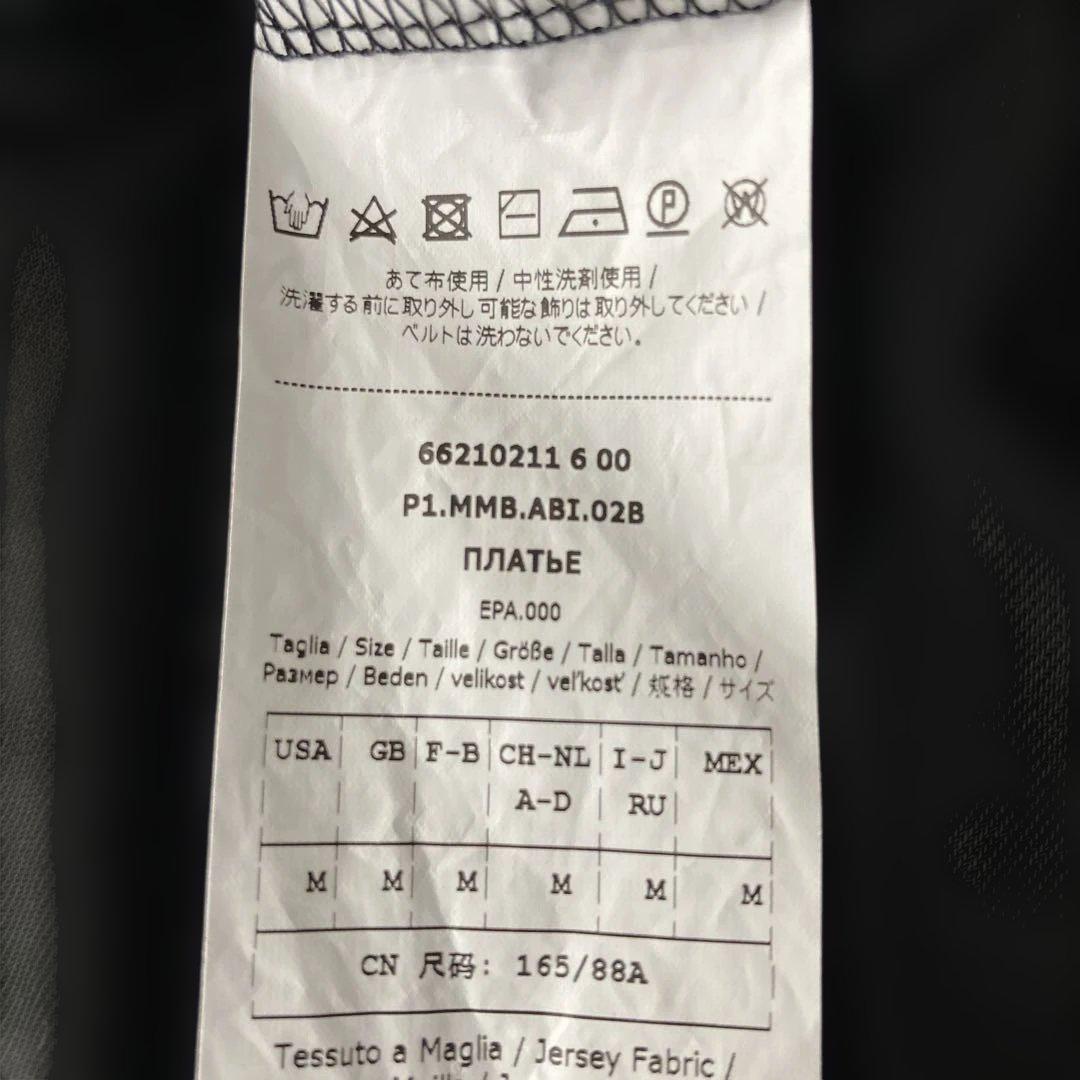 あて布使用 / 中性洗剤使用 /
洗濯する前に取り外し可能な飾りは取り外してください /
ベルトは洗わないでください。
66210211 6 00
P1.MMB.ABI.02B
ПЛАТЬЕ
EPA.000
Taglia / Size / Taille / Größe / Talla / Tamanho /
Размер / Beden / velikost / veľkosť / 规格 / サイズ
USA GB F-B CH-NL I-J MEX
A-D RU
M M M M M M
CN 尺码: 165/88A
Tessuto a Maglia / Jersey Fabric /